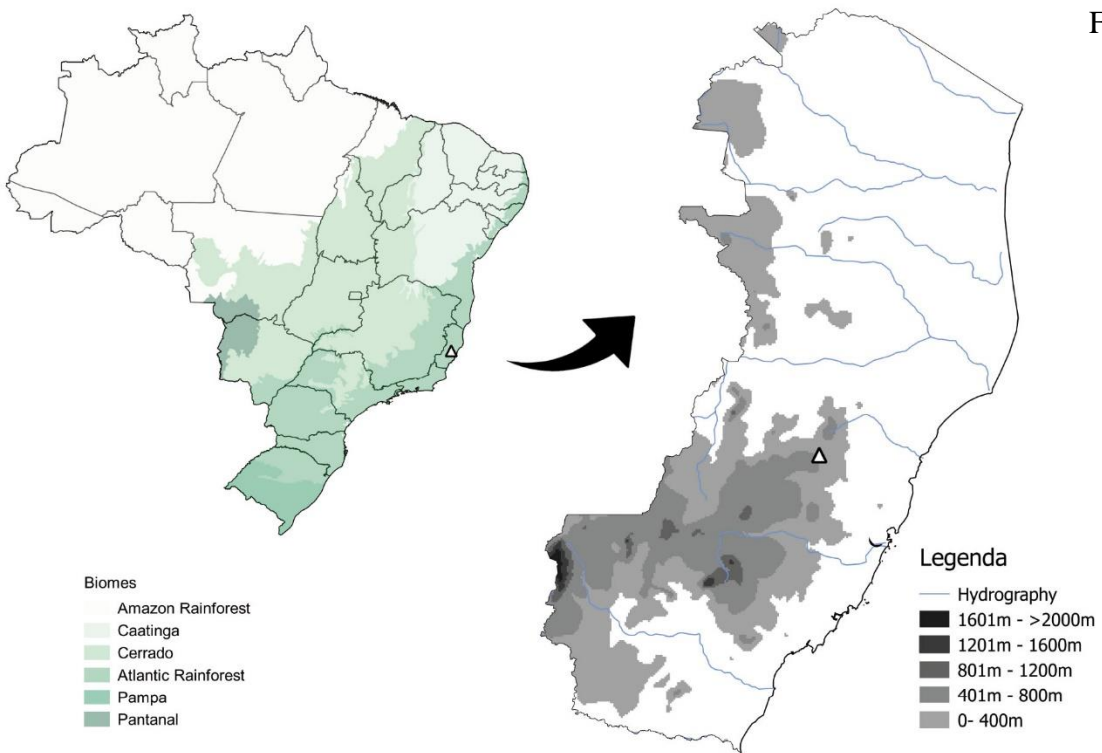 F
Biomes
Amazon Rainforest
Caatinga
Cerrado
Atlantic Rainforest
Pampa
Pantanal
Legenda
Hydrography
1601m - >2000m
1201m - 1600m
801m - 1200m
401m - 800m
0- 400m